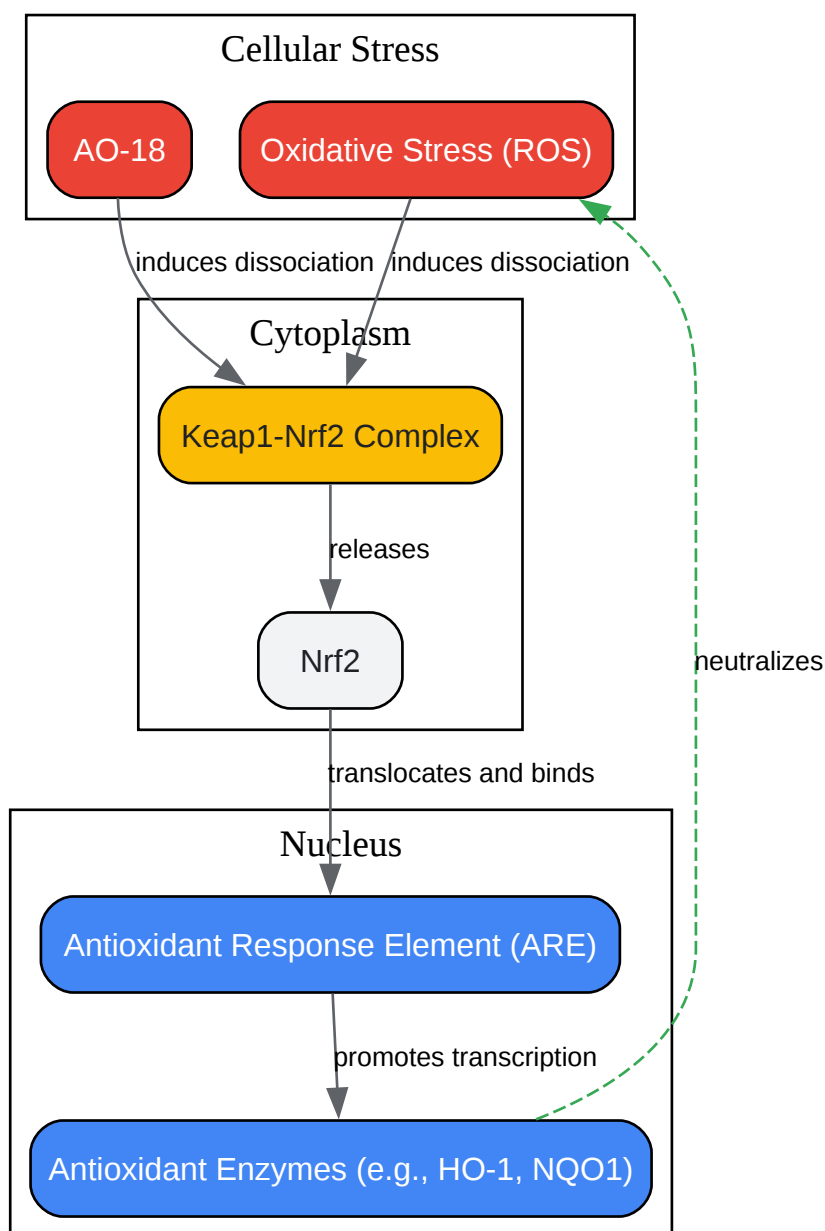 Cellular Stress
AO-18
Oxidative Stress (ROS)
induces dissociation
induces dissociation
Cytoplasm
Keap1-Nrf2 Complex
releases
Nrf2
neutralizes
translocates and binds
Nucleus
Antioxidant Response Element (ARE)
promotes transcription
Antioxidant Enzymes (e.g., HO-1, NQO1)